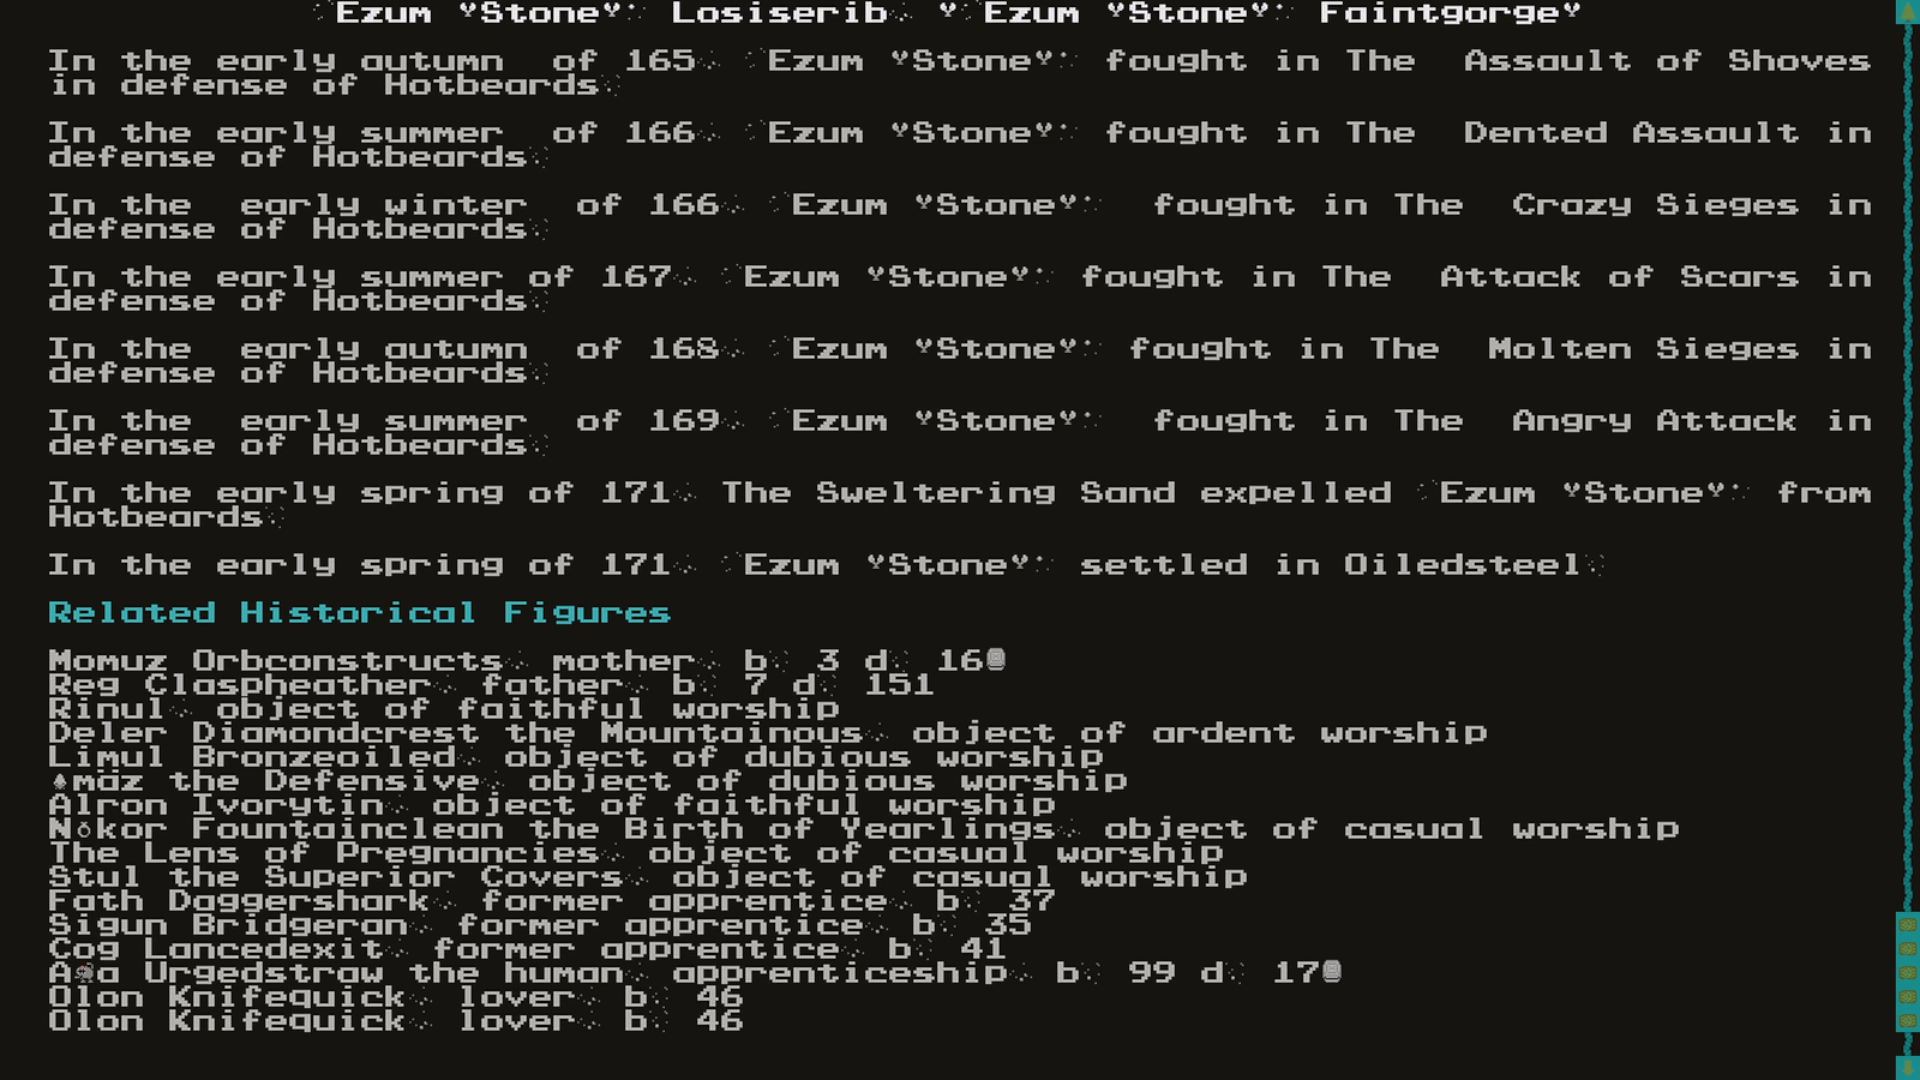 Ezum Stone Losiserib Ezum Stone Faintgorge
In the early autumn of 165 Ezum Stone fought in The Assault of Shoves
in defense of Hotbeards
In the early summer of 166 Ezum Stone fought in The Dented Assault in
defense of Hotbeards
In the early winter of 166 Ezum Stone fought in The Crazy Sieges in
defense of Hotbeards
In the early summer of 167 Ezum Stone fought in The Attack of Scars in
defense of Hotbeards
In the early autumn of 168 Ezum Stone fought in The Molten Sieges in
defense of Hotbeards
In the early summer of 169 Ezum Stone fought in The Angry Attack in
defense of Hotbeards
In the early spring of 171 The Sweltering Sand expelled Ezum Stone from
Hotbeards
In the early spring of 171 Ezum Stone settled in Oiledsteel
Related Historical Figures
Momuz Orbconstructs mother b 3 d
Reg Claspheather father b 7 d 151
Rinul object of faithful worship
Deler Diamondcrest the Mountainous object of ardent worship
Limul Bronzeoiled object of dubious worship
the Defensive object of dubious worship
Alron Ivorytin object of faithful worship
Fountainclean the Birth of Yearlings object of casual worship
The Lens of Pregnancies object of casual worship
Stul the Superior Covers object of casual worship
Fath Daggershark former apprentice b 37
Sigun Bridgeran former apprentice b 35
Cog Lancedexit former apprentice b 41
Urgedstraw the human apprenticeship b 99 d
Olon Knifequick lover b 46
Olon Knifequick lover b 46